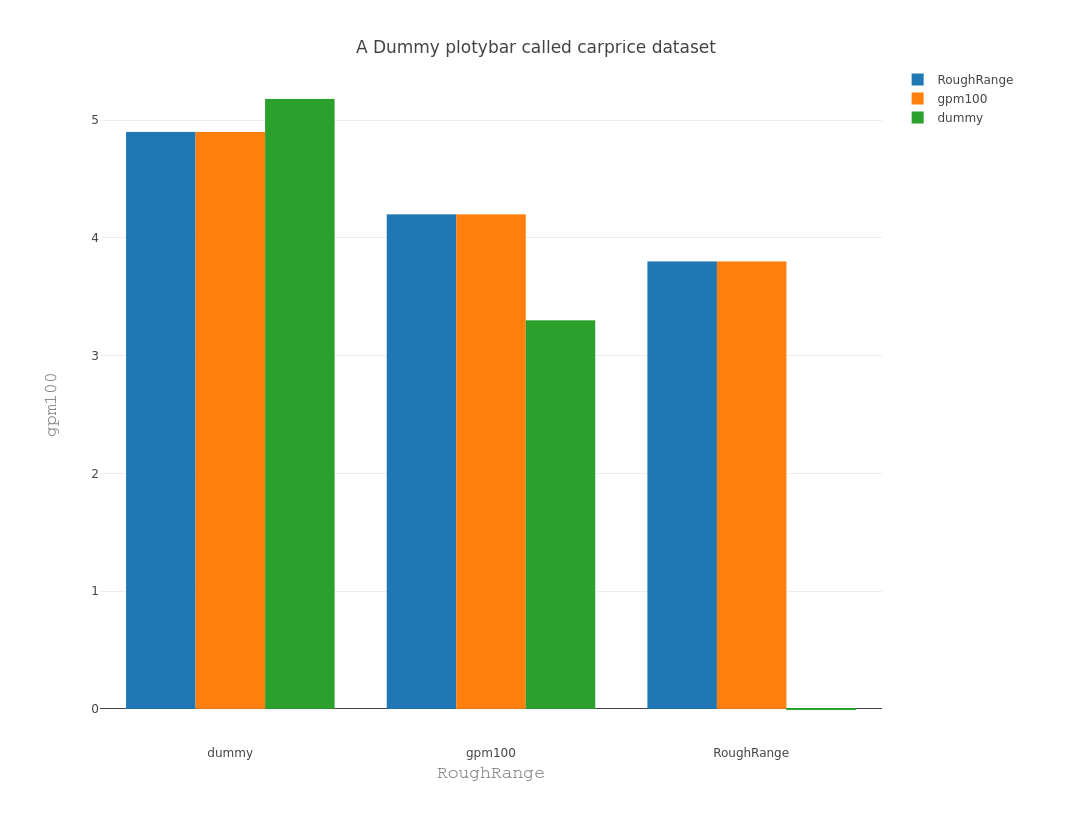 A Dummy plotybar called carprice dataset
RoughRange
gpm100
dummy
5
4
3
2
1
0
gpm100
dummy gpm100 RoughRange
RoughRange